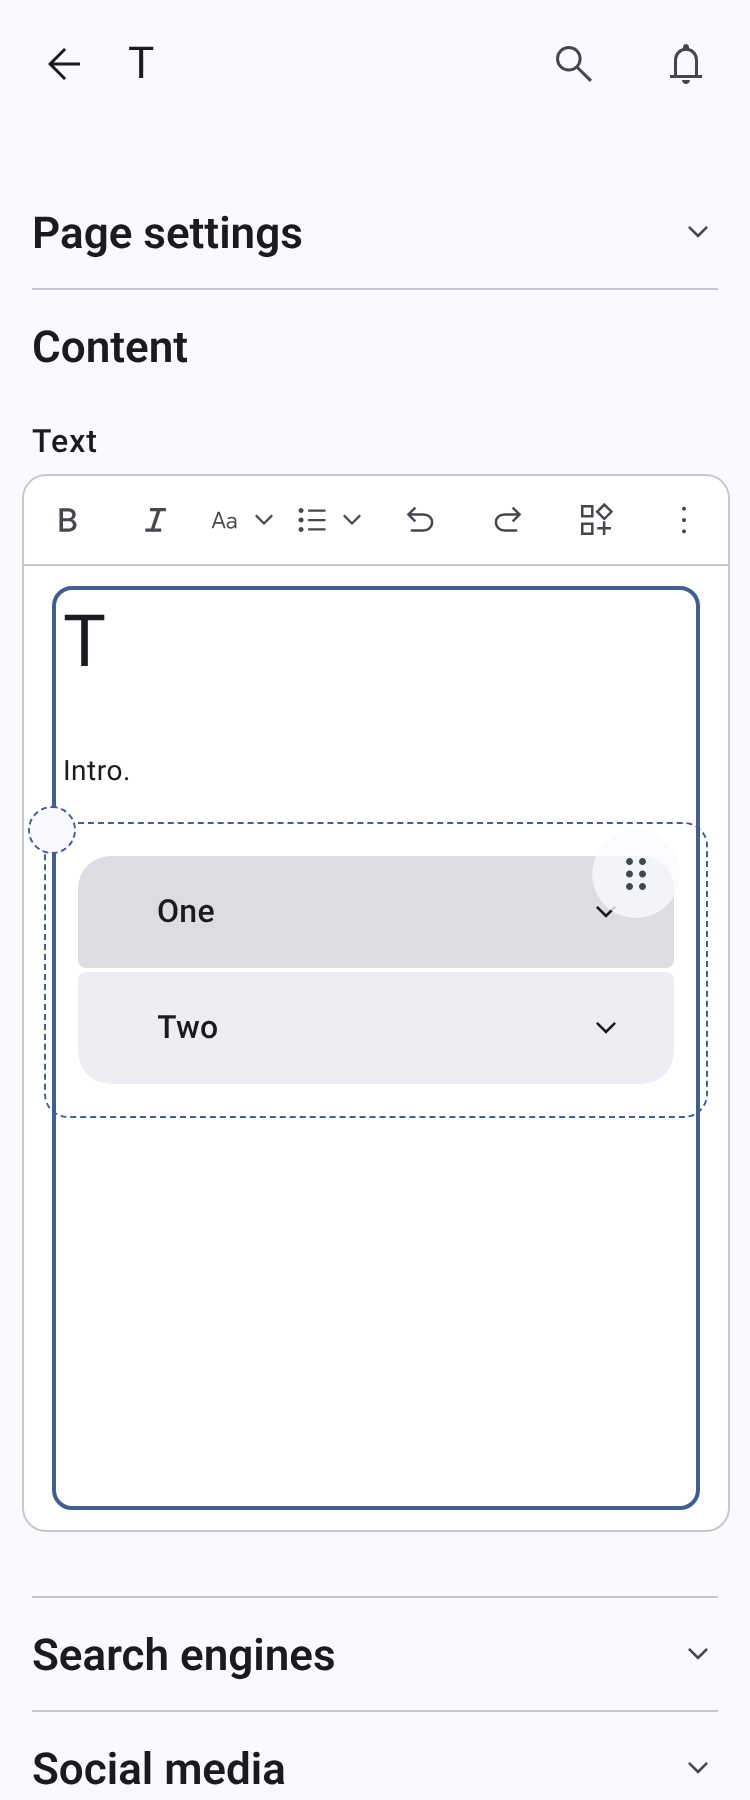 T
Page settings
Content
Text
B I Aa
T
Intro.
One
Two
Search engines
Social media